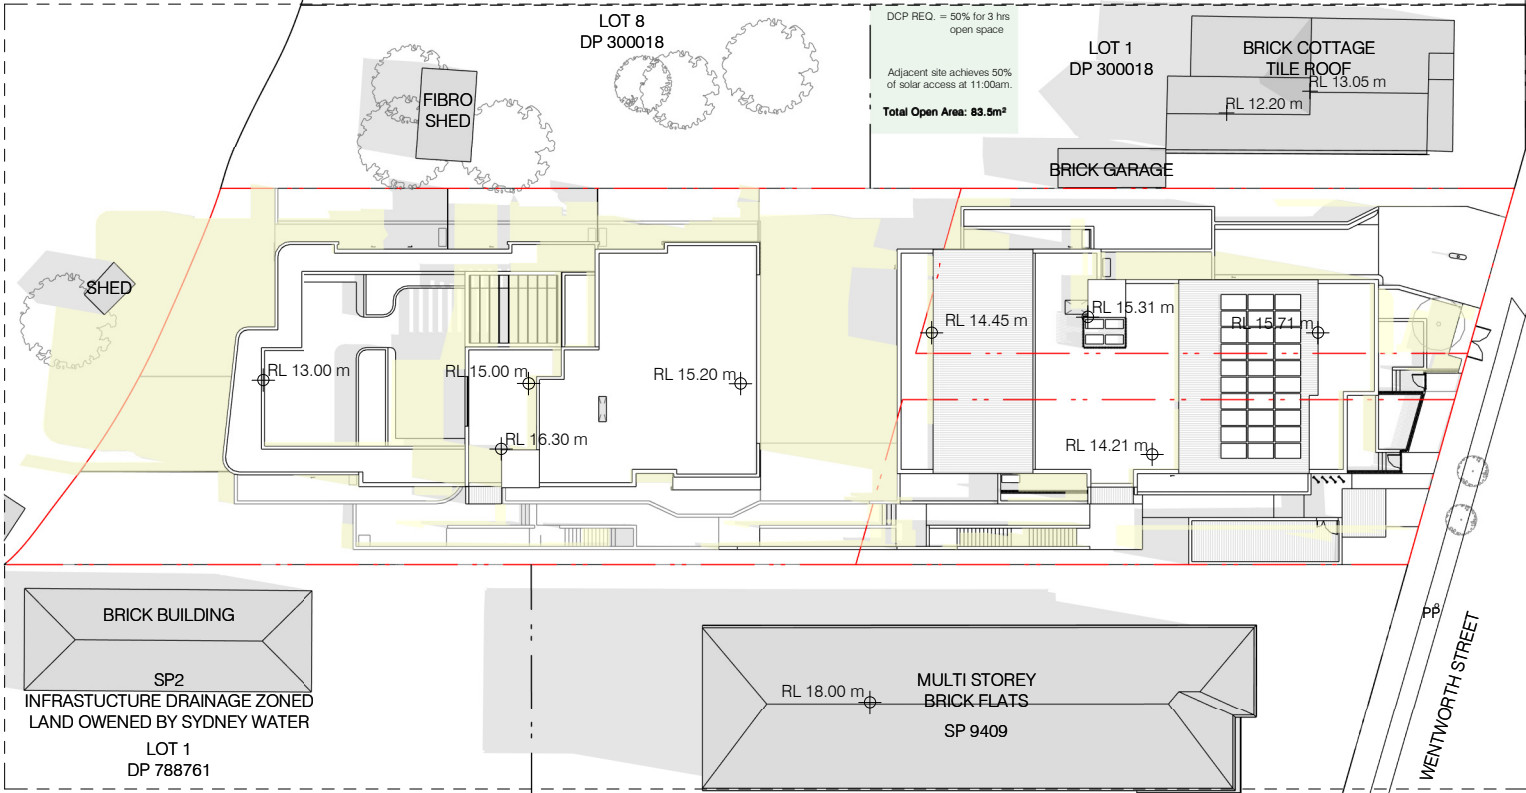 LOT 8
DP 300018
DCP REQ. = 50% for 3 hrs
open space
Adjacent site achieves 50%
of solar access at 11:00am.
Total Open Area: 83.5m²
LOT 1
DP 300018
BRICK COTTAGE
TILE ROOF
RL 13.05 m
RL 12.20 m
FIBRO
SHED
BRICK GARAGE
SHED
RL 13.00 m
RL 15.00 m
RL 15.20 m
RL 16.30 m
RL 14.45 m
RL 15.31 m
RL 15.71 m
RL 14.21 m
BRICK BUILDING
SP2
INFRASTUCTURE DRAINAGE ZONED
LAND OWENED BY SYDNEY WATER
LOT 1
DP 788761
RL 18.00 m
MULTI STOREY
BRICK FLATS
SP 9409
PP
WENTWORTH STREET